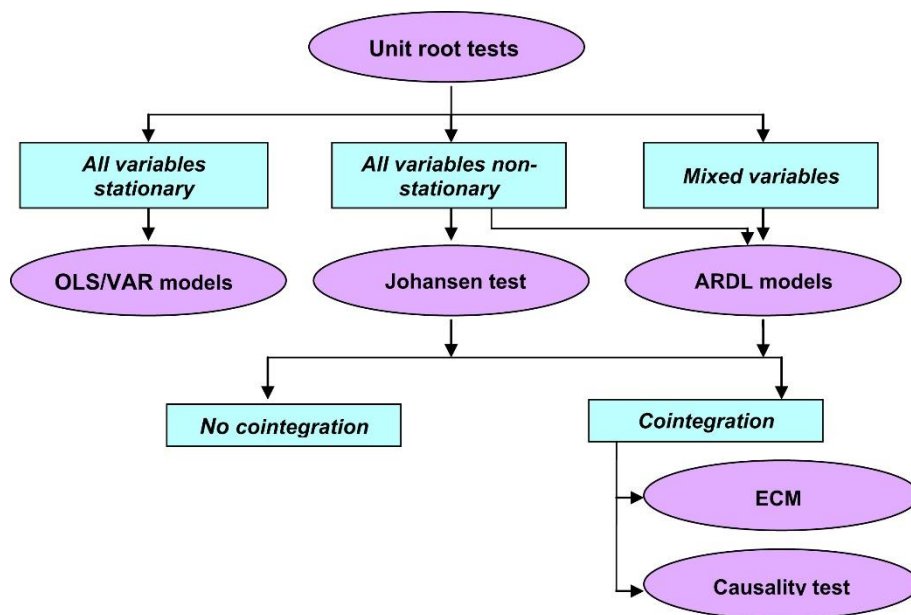 Unit root tests
All variables
stationary
All variables non-
stationary
Mixed variables
OLS/VAR models
Johansen test
ARDL models
No cointegration
Cointegration
ECM
Causality test